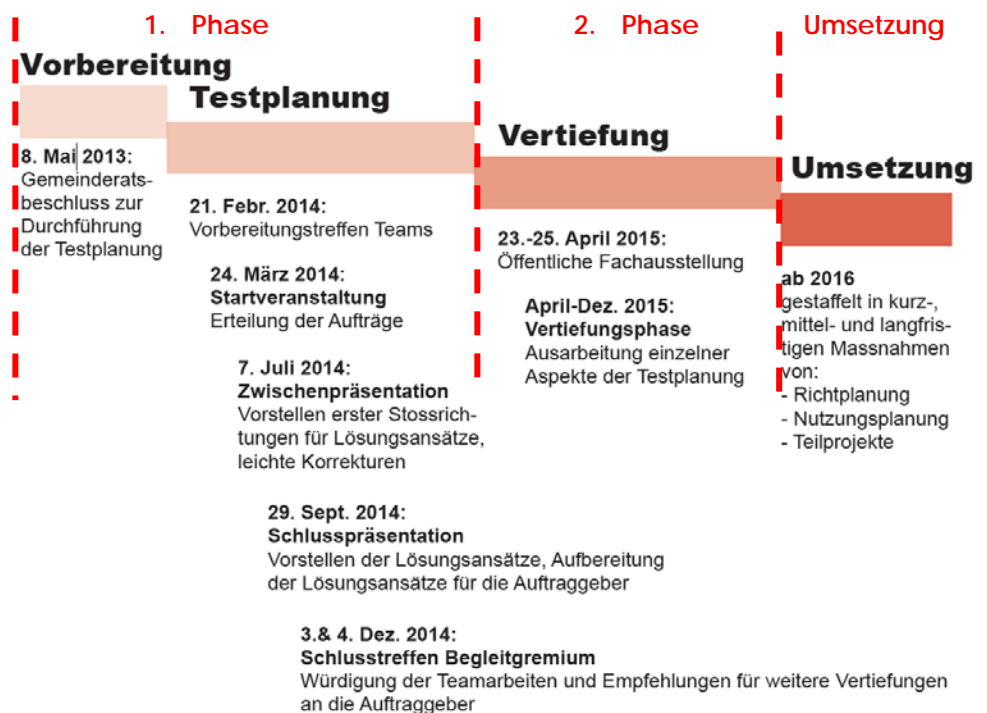 1. Phase
2. Phase
Umsetzung
Vorbereitung
8. Mai 2013:
Gemeinderats-
beschluss zur
Durchführung
der Testplanung
Testplanung
21. Febr. 2014:
Vorbereitungstreffen Teams
24. März 2014:
Startveranstaltung
Erteilung der Aufträge
7. Juli 2014:
Zwischenpräsentation
Vorstellen erster Stossrich-
tungen für Lösungsansätze,
leichte Korrekturen
29. Sept. 2014:
Schlusspräsentation
Vorstellen der Lösungsansätze, Aufbereitung
der Lösungsansätze für die Auftraggeber
3.& 4. Dez. 2014:
Schlusstreffen Begleitgremium
Würdigung der Teamarbeiten und Empfehlungen für weitere Vertiefungen
an die Auftraggeber
Vertiefung
23.-25. April 2015:
Öffentliche Fachausstellung
April-Dez. 2015:
Vertiefungsphase
Ausarbeitung einzelner
Aspekte der Testplanung
Umsetzung
ab 2016
gestaffelt in kurz-,
mittel- und langfris-
tigen Massnahmen
von:
- Richtplanung
- Nutzungsplanung
- Teilprojekte